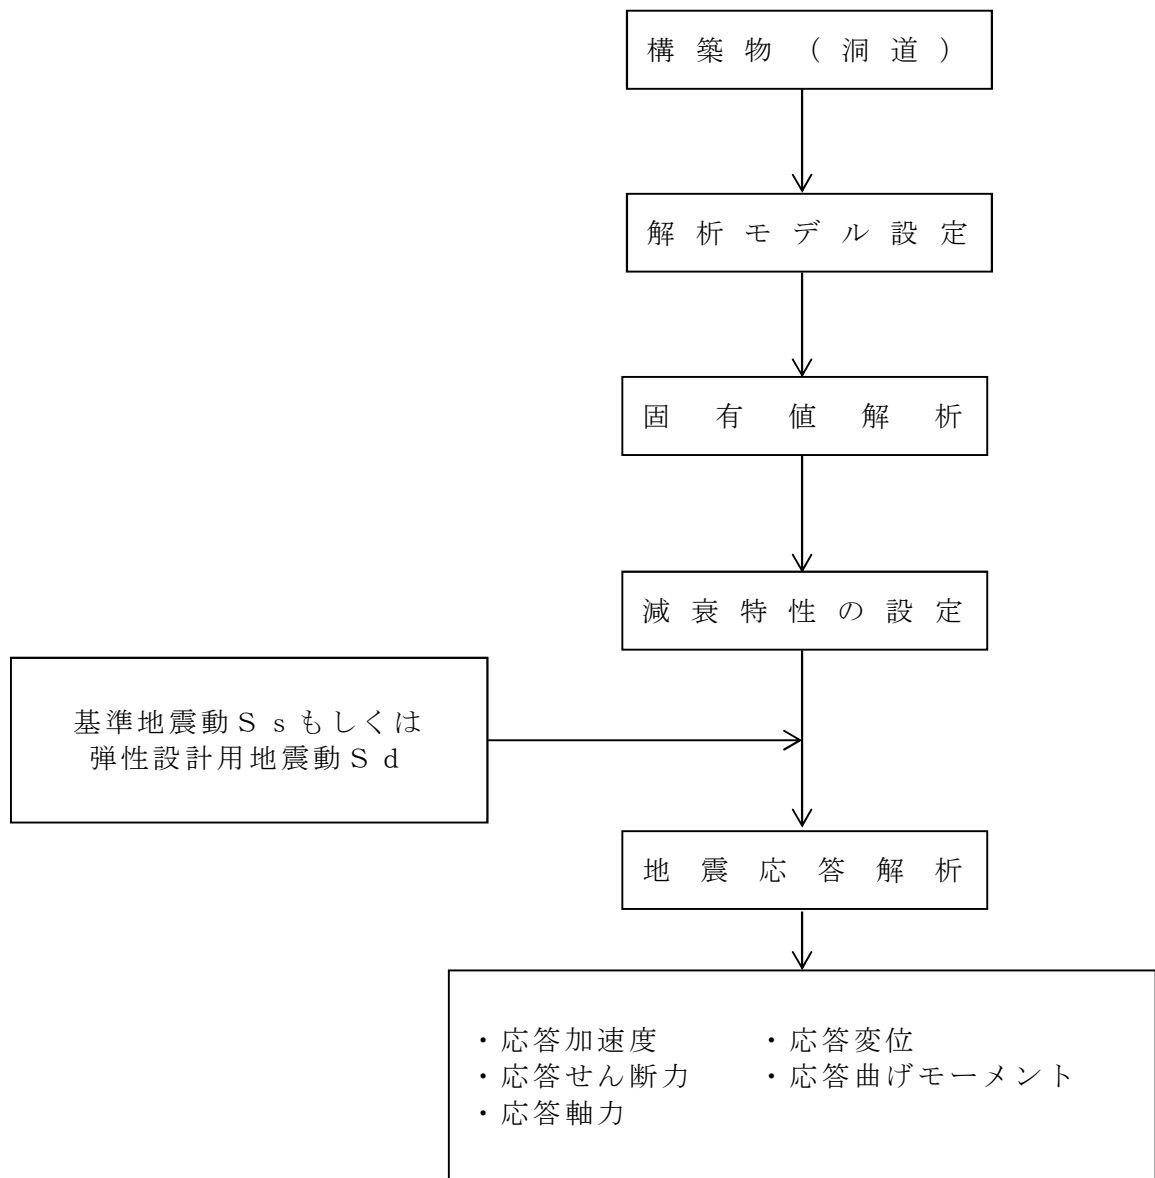 構築物(洞道)
解析モデル設定
固有値解析
減衰特性の設定
基準地震動Ssもしくは
弾性設計用地震動Sd
地震応答解析
・応答加速度 ・応答変位
・応答せん断力 ・応答曲げモーメント
・応答軸力